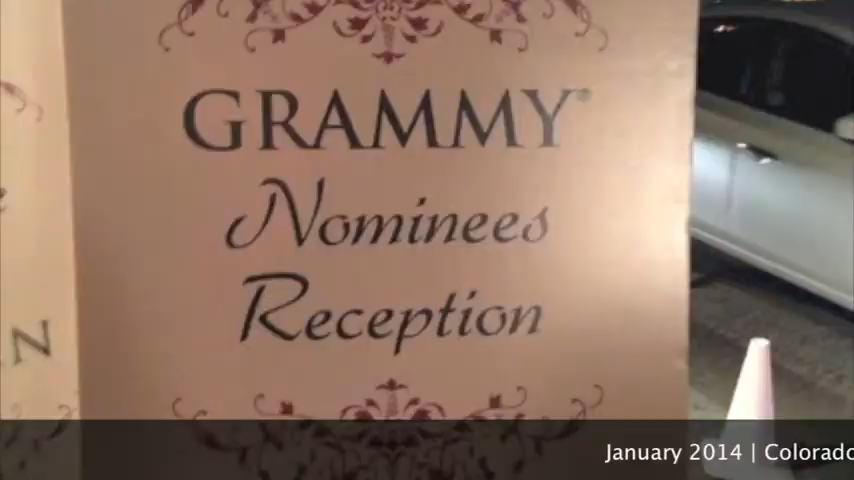 GRAMMY®
Nominees
Reception
N
January 2014 | Colorado